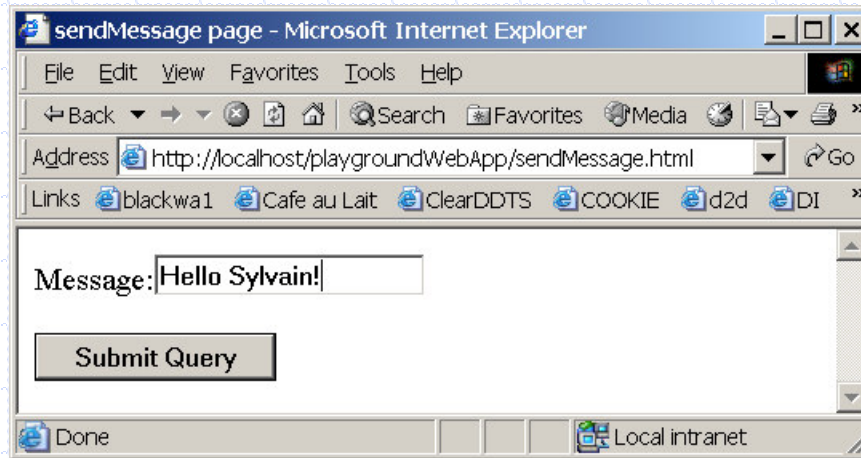 sendMessage page - Microsoft Internet Explorer
File Edit View Favorites Tools Help
Back Search Favorites Media »
Address http://localhost/playgroundWebApp/sendMessage.html Go
Links blackwa1 Cafe au Lait ClearDDTS COOKIE d2d DI »
Message: Hello Sylvain!
Submit Query
Done Local intranet